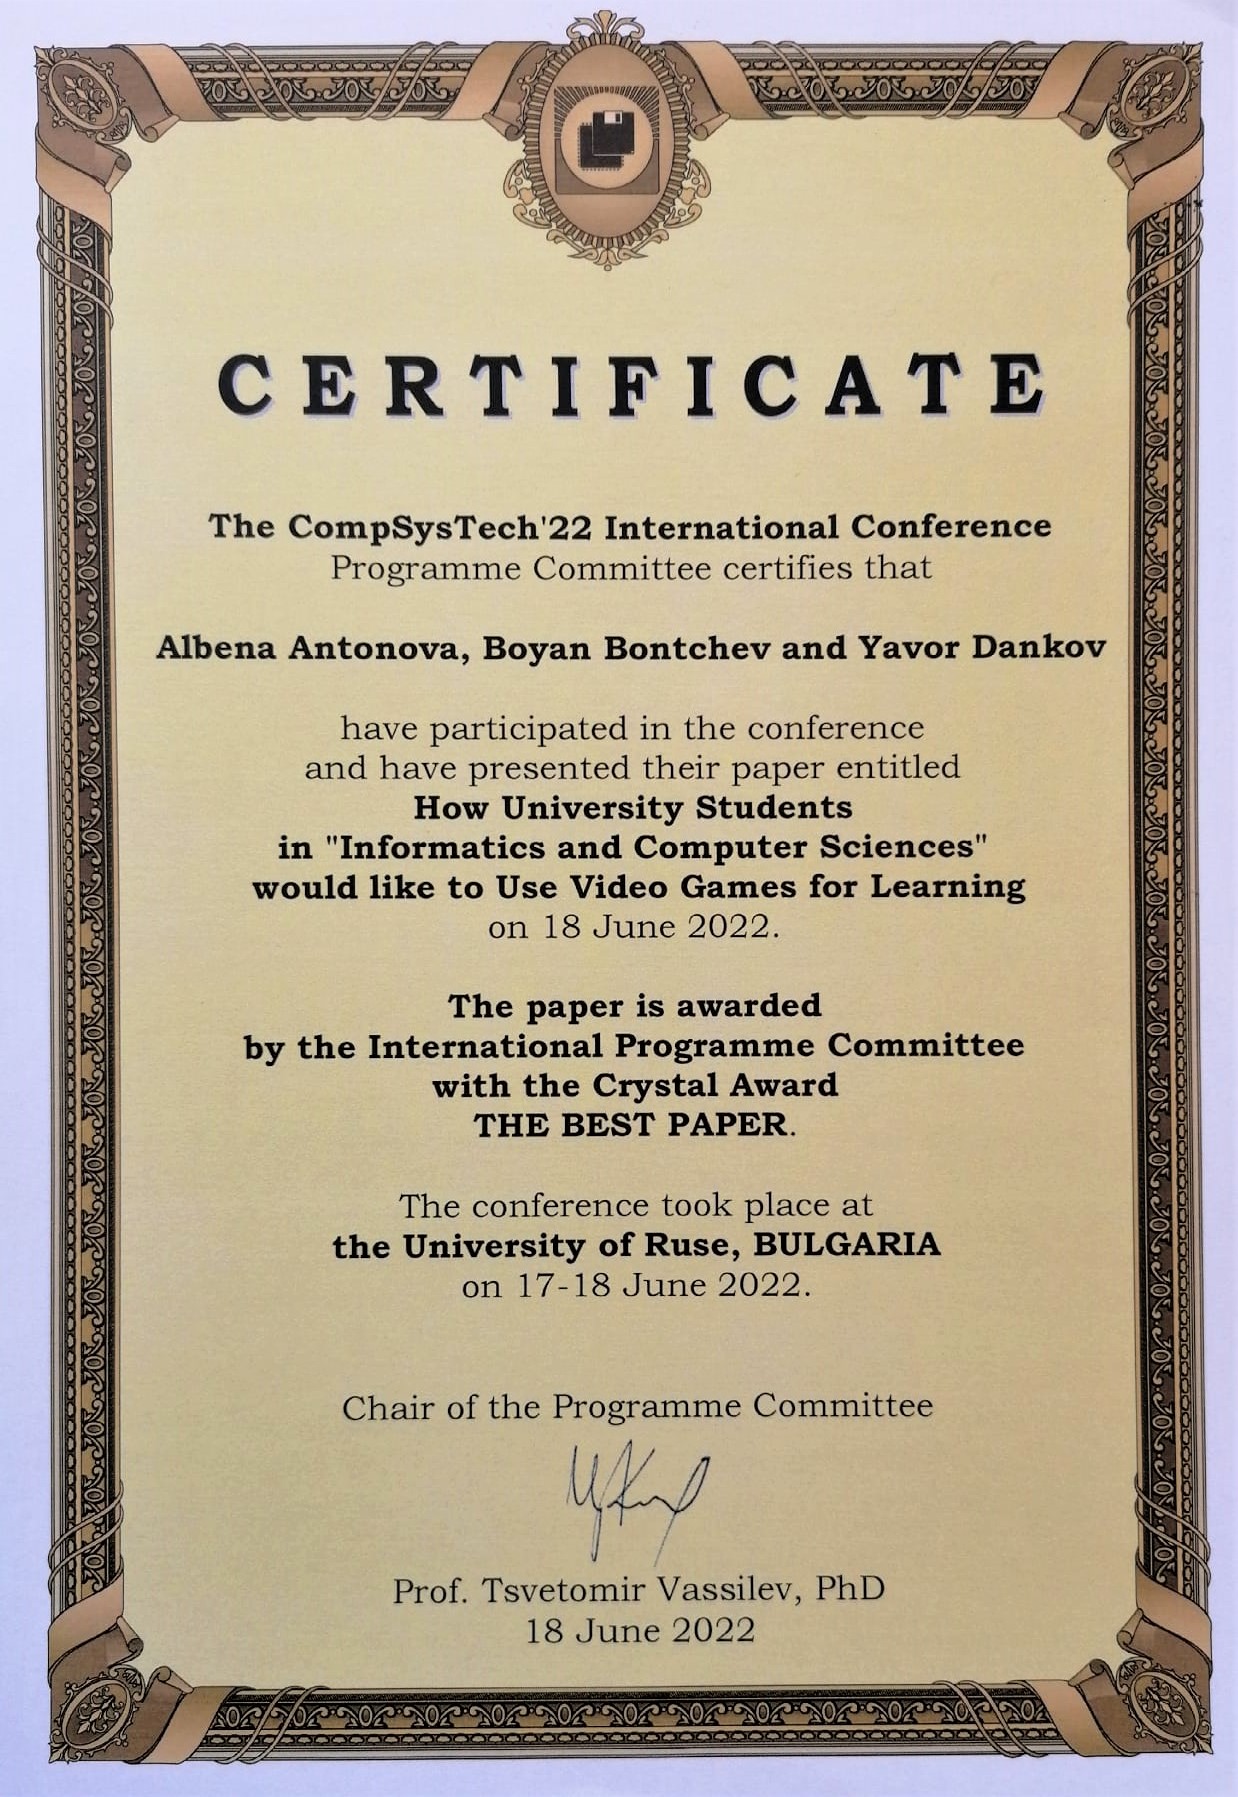 CERTIFICATE
The CompSysTech'22 International Conference
Programme Committee certifies that
Albena Antonova, Boyan Bontchev and Yavor Dankov
have participated in the conference
and have presented their paper entitled
How University Students
in "Informatics and Computer Sciences"
would like to Use Video Games for Learning
on 18 June 2022.
The paper is awarded
by the International Programme Committee
with the Crystal Award
THE BEST PAPER.
The conference took place at
the University of Ruse, BULGARIA
on 17-18 June 2022.
Chair of the Programme Committee
Prof. Tsvetomir Vassilev, PhD
18 June 2022